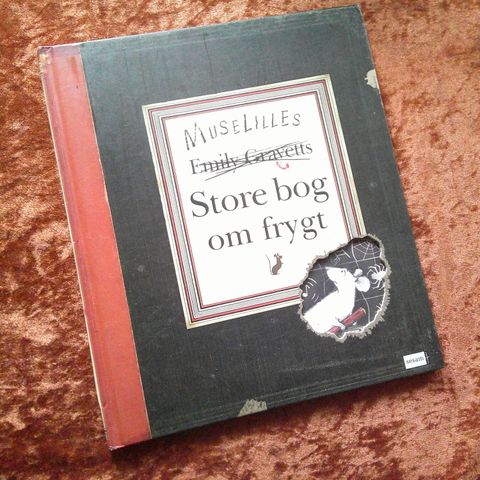 MUSELILLES
Emily Gravetts
Store bog
om frygt
sesam